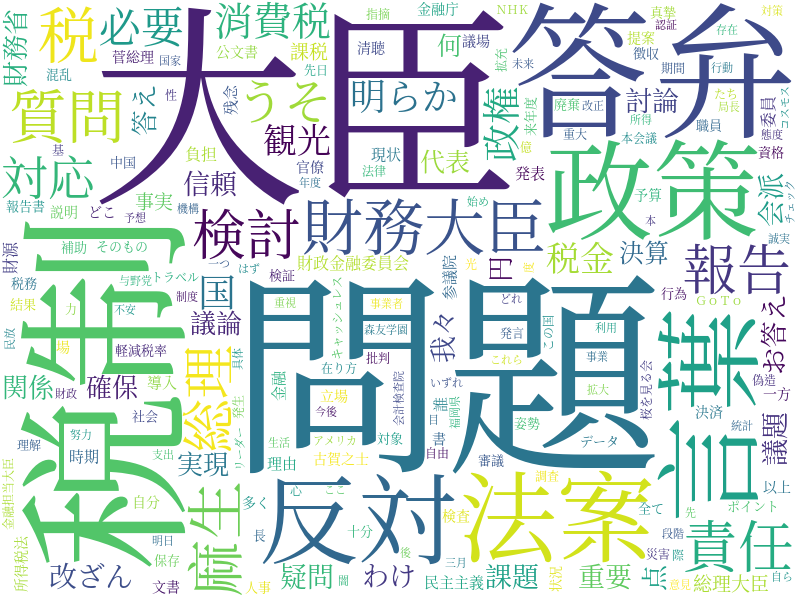 大臣
答弁
問題
税制
政策
言葉
反対
法案
財務大臣
総理
麻生
質問
税
必要
消費税
うそ
対応
検討
報告
責任
財務省
菅総理
国家
混乱
公文書
課税
何
議場
清聴
指摘
金融庁
NHK
真摯
認証
対策
提案
徴収
存在
未来
期間
行動
拡充
先日
性
残念
答え
明らか
政権
討論
来年度
廃棄
改正
たち
局長
委員
態度
コスモス
重大
所得
億
職員
本会議
資格
チェック
会派
観光
現状
代表
官僚
年度
法律
発表
予算
本
誠実
基
中国
負担
信頼
事実
説明
どこ
報告書
機構
予想
始め
財源
補助
そのもの
国
財政金融委員会
円
参議院
税金
決算
行為
GoTo
お答え
与野党
トラベル
一つ
はず
検証
税務
結果
力
不安
制度
議論
重視
キャッシュレス
事業者
森友学園
どれ
発言
我々
この国
利用
事業
偽造
一方
民放
場
軽減税率
具体
金融
在り方
批判
これら
桜を見る会
拡大
議題
関係
財政
導入
確保
発生
リーダー
立場
今後
会計検査院
いずれ
誰
目
福岡県
姿勢
決済
統計
社会
理解
努力
時期
支出
実現
生活
アメリカ
対象
書
自由
データ
以上
理由
古賀之士
審議
金融担当大臣
自分
多く
心
ここ
調査
全て
ポイント
先
所得税法
明日
保存
長
十分
検査
段階
災害
際
改ざん
文書
人事
疑問
間
わけ
後
三月
民主主義
課題
状況
重要
点
意見
総理大臣
自ら